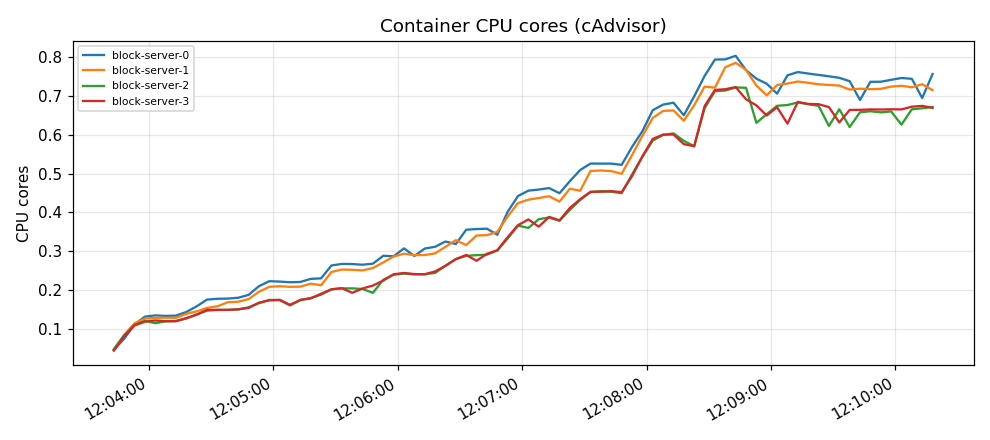 Container CPU cores (cAdvisor)
block-server-0
block-server-1
block-server-2
block-server-3
CPU cores
0.8
0.7
0.6
0.5
0.4
0.3
0.2
0.1
12:04:00
12:05:00
12:06:00
12:07:00
12:08:00
12:09:00
12:10:00